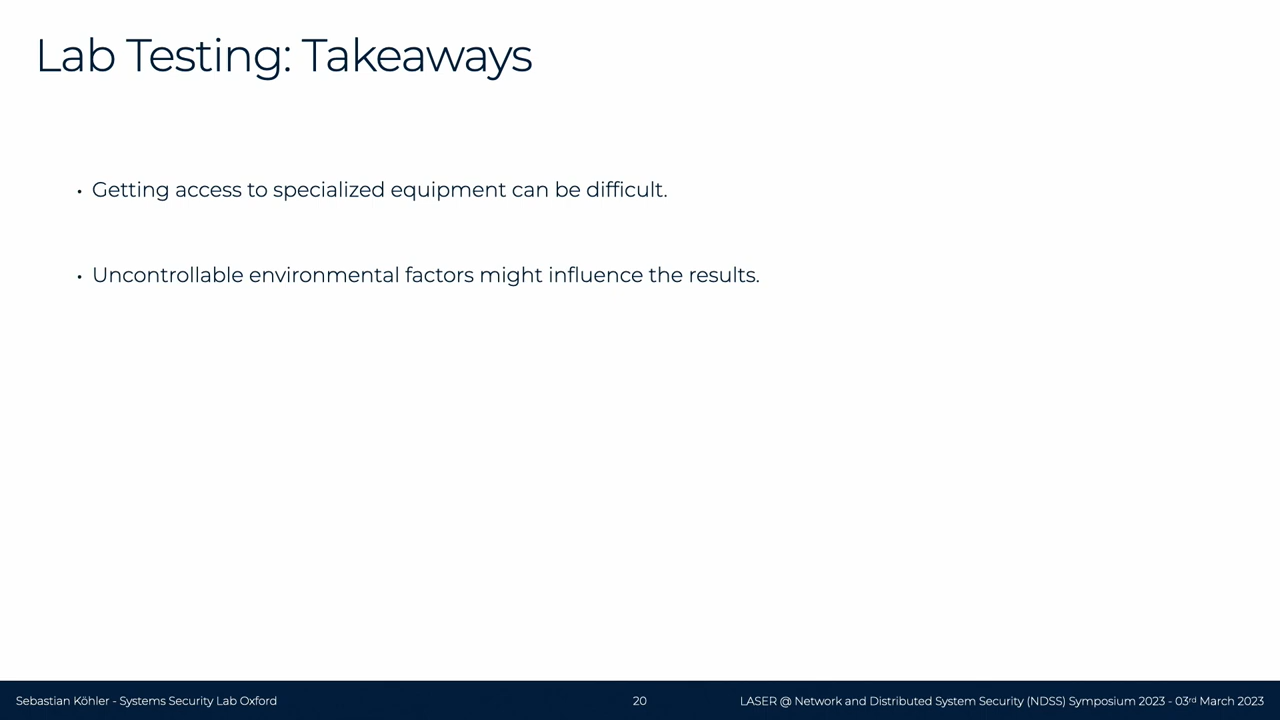 Lab Testing: Takeaways
• Getting access to specialized equipment can be difficult.
• Uncontrollable environmental factors might influence the results.
Sebastian Köhler - Systems Security Lab Oxford
20
LASER @ Network and Distributed System Security (NDSS) Symposium 2023 - 03rd March 2023